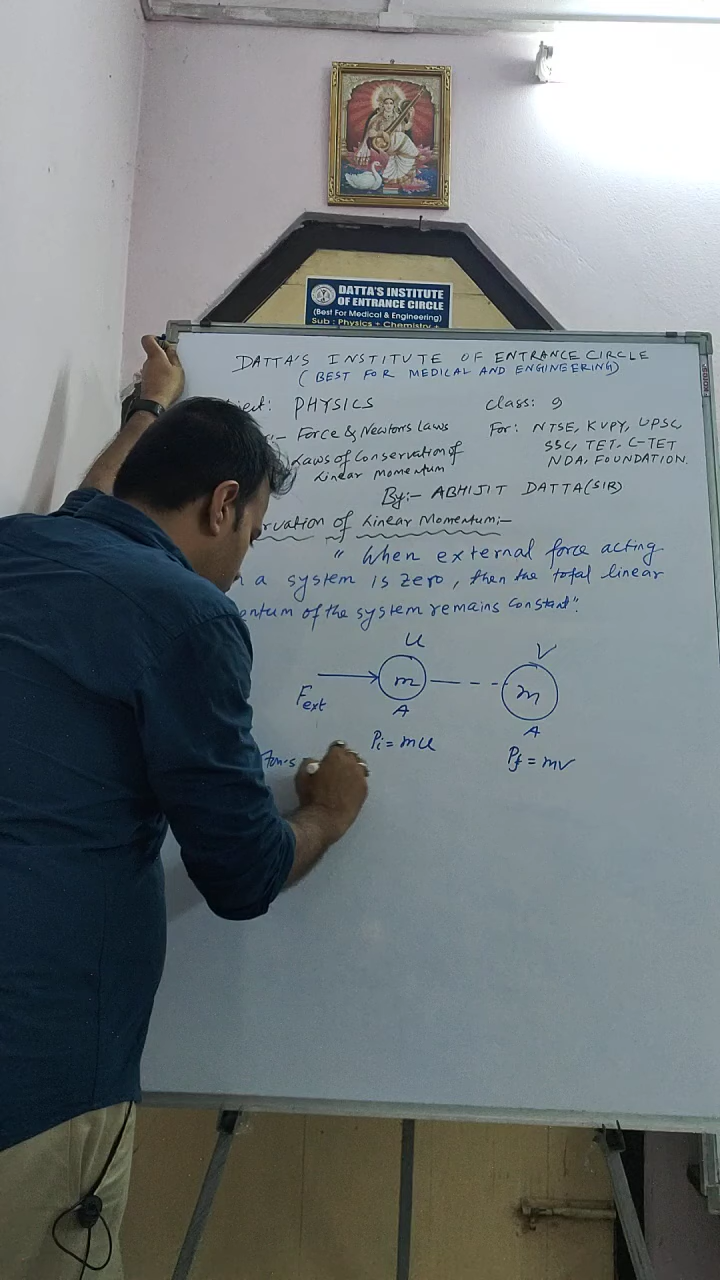 DATTA'S INSTITUTE
OF ENTRANCE CIRCLE
(Best For Medical & Engineering)
Sub : Physics + Chemistry +
DATTA'S INSTITUTE OF ENTRANCE CIRCLE
( BEST FOR MEDICAL AND ENGINEERING)
PHYSICS Class: 9
Force & Newton's Laws For: NTSE, KVPY, UPSC,
SSC, TET, C-TET
Laws of Conservation of
Linear Momentum NDA, FOUNDATION.
By:- ABHIJIT DATTA (SIR)
of Linear Momentum:-
" When external force acting
a system is zero, then the total linear
of the system remains constant".
U V
m m
Fext A A
Pi = mu Pf = mv